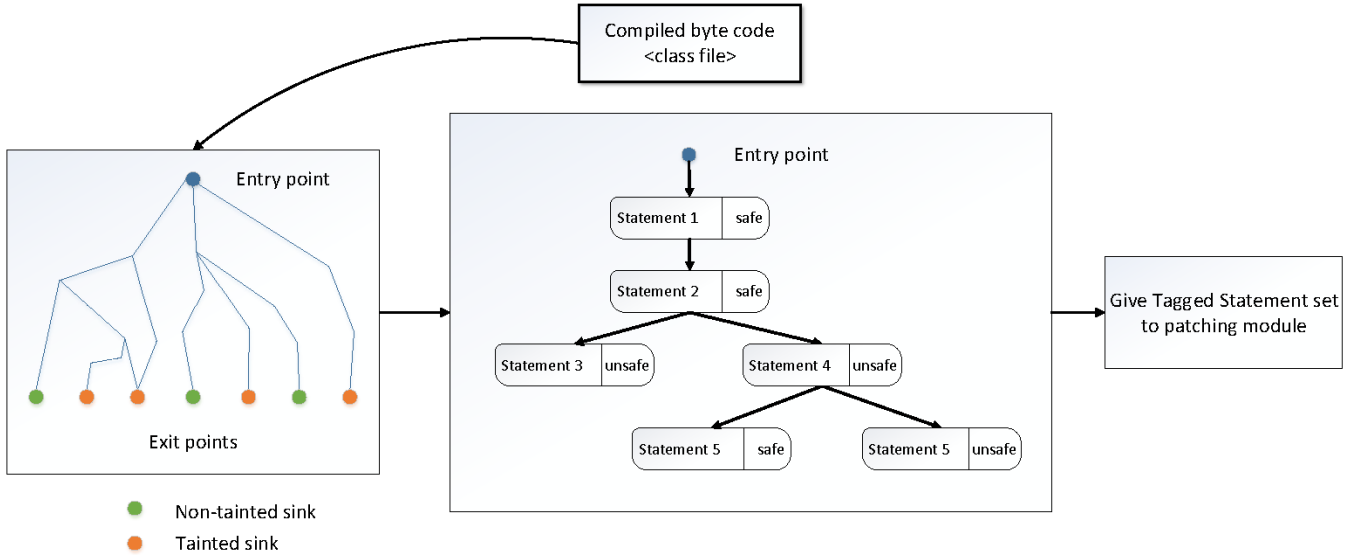 Compiled byte code
<class file>
Entry point
Exit points
Non-tainted sink
Tainted sink
Entry point
Statement 1 safe
Statement 2 safe
Statement 3 unsafe
Statement 4 unsafe
Statement 5 safe
Statement 5 unsafe
Give Tagged Statement set
to patching module